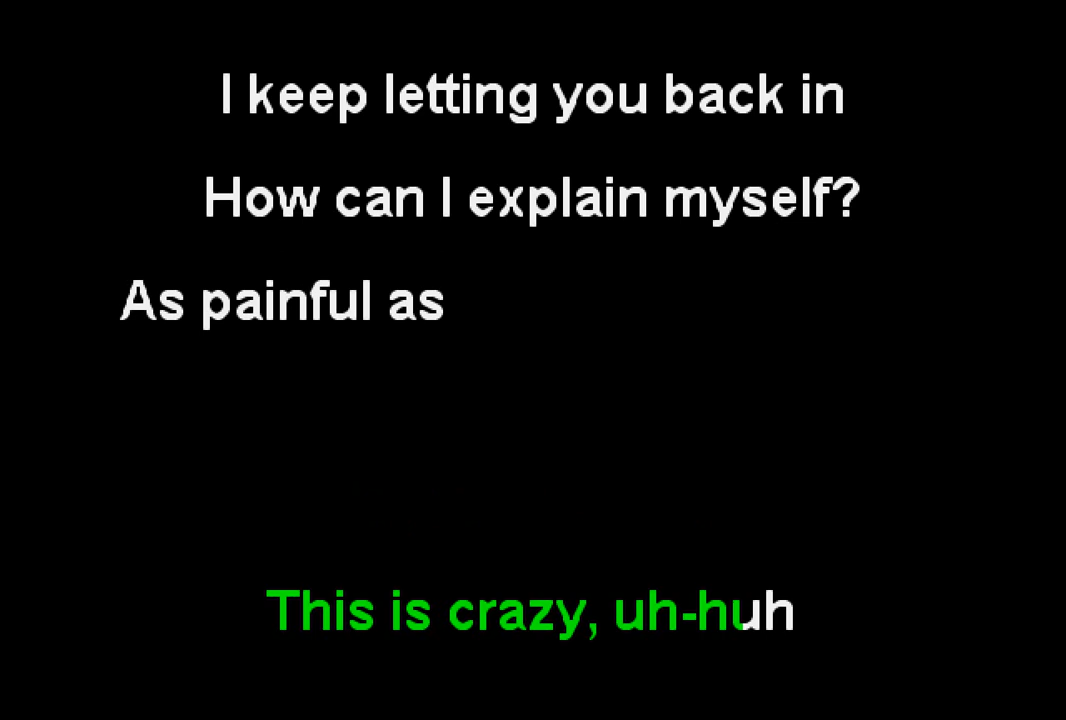 I keep letting you back in
How can I explain myself?
As painful as
This is crazy, uh-huh